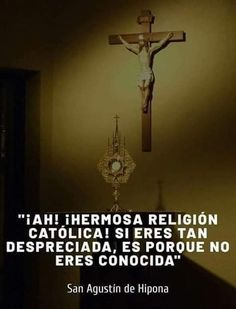 "¡AH! ¡HERMOSA RELIGIÓN
CATÓLICA! SI ERES TAN
DESPRECIADA, ES PORQUE NO
ERES CONOCIDA"
San Agustín de Hipona